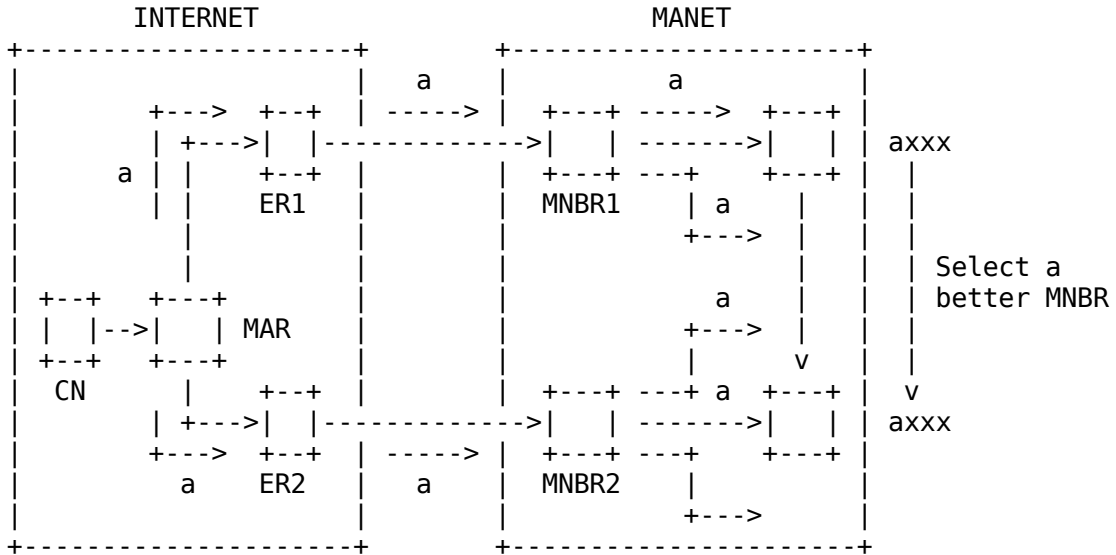 INTERNET MANET
a a
axxx
a
ER1 MNBR1 a
Select a
a better MNBR
MAR
CN a v
v
axxx
a ER2 a MNBR2